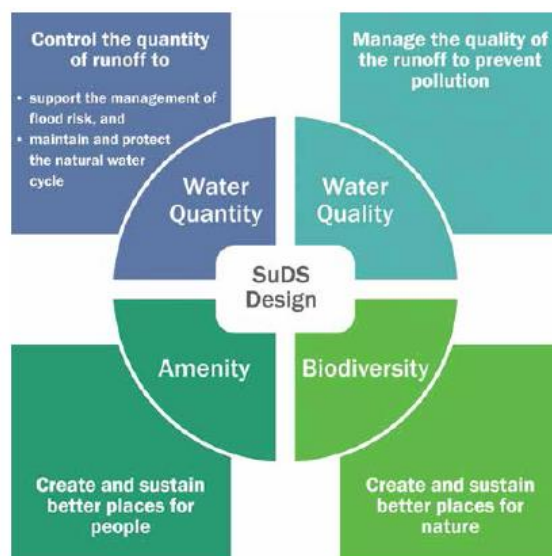 Control the quantity
of runoff to
• support the management of
flood risk, and
• maintain and protect
the natural water
cycle
Manage the quality of
the runoff to prevent
pollution
Water
Quantity
Water
Quality
SuDS
Design
Amenity
Biodiversity
Create and sustain
better places for
people
Create and sustain
better places for
nature